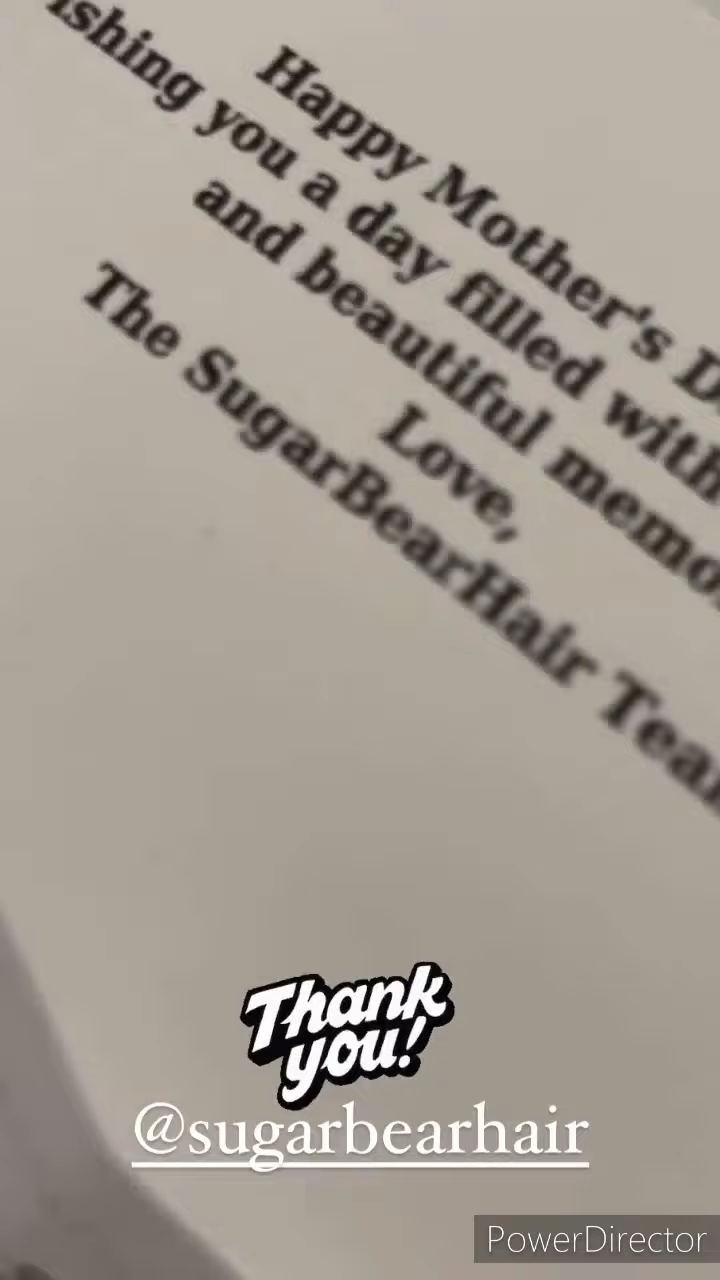 Happy Mother's D
ishing you a day filled with
and beautiful memo
Love,
The SugarBearHair Tea
Thank
you!
@sugarbearhair
PowerDirector